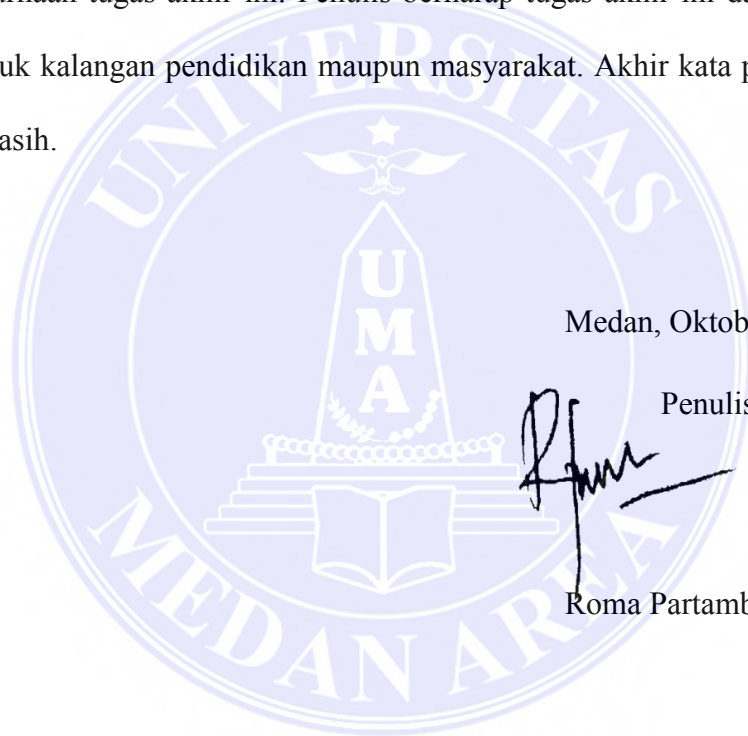 tugas akhir ini. Penulis berharap tugas akhir ini
uk kalangan pendidikan maupun masyarakat. Akhir kata p
asih.
UNIVERSITAS
U
M
A
Medan, Oktob
Penulis
MEDAN AREA
Roma Partamb